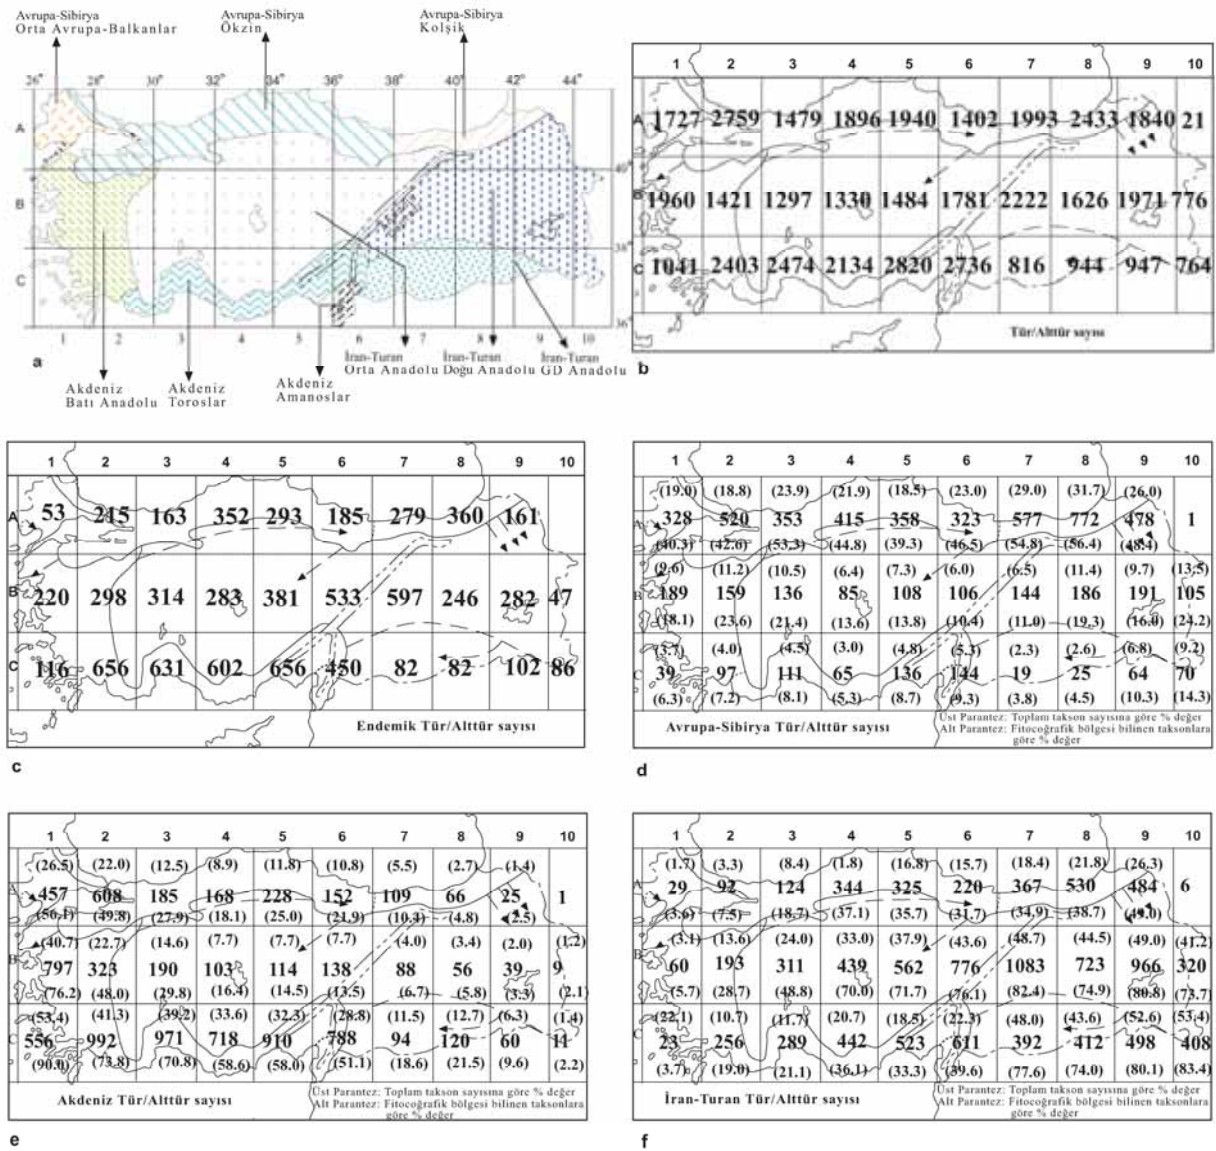 Avrupa-Sibirya
Orta Avrupa-Balkanlar
Avrupa-Sibirya
Ökzin
Avrupa-Sibirya
Kolşik
26° 28° 30° 32° 34° 36° 38° 40° 42° 44°
A
B
C
40°
38°
36°
1 2 3 4 5 6 7 8 9 10
a
İran-Turan
Orta Anadolu
İran-Turan
Doğu Anadolu
İran-Turan
GD Anadolu
Akdeniz
Batı Anadolu
Akdeniz
Toroslar
Akdeniz
Amanoslar
1 2 3 4 5 6 7 8 9 10
A 1727 2759 1479 1896 1940 1402 1993 2433 1840 21
B 1960 1421 1297 1330 1484 1781 2222 1626 1971 776
C 1041 2403 2474 2134 2820 2736 816 944 947 764
Tür/Alttür sayısı
b
1 2 3 4 5 6 7 8 9 10
A 53 215 163 352 293 185 279 360 161
B 220 298 314 283 381 533 597 246 282 47
C 116 656 631 602 656 450 82 82 102 86
Endemik Tür/Alttür sayısı
c
1 2 3 4 5 6 7 8 9 10
(19.0) (18.8) (23.9) (21.9) (18.5) (23.0) (29.0) (31.7) (26.0)
A 328 520 353 415 358 323 577 772 478 1
(40.3) (42.6) (53.3) (44.8) (39.3) (46.5) (54.8) (56.4) (48.4)
(9.6) (11.2) (10.5) (6.4) (7.3) (6.0) (6.5) (11.4) (9.7) (13.5)
B 189 159 136 85 108 106 144 186 191 105
(18.1) (23.6) (21.4) (13.6) (13.8) (10.4) (11.0) (19.3) (16.0) (24.2)
(3.7) (4.0) (4.5) (3.0) (4.8) (5.3) (2.3) (2.6) (6.8) (9.2)
C 39 97 111 65 136 144 19 25 64 70
(6.3) (7.2) (8.1) (5.3) (8.7) (9.3) (3.8) (4.5) (10.3) (14.3)
Avrupa-Sibirya Tür/Alttür sayısı
Üst Parantez: Toplam takson sayısına göre % değer
Alt Parantez: Fitocoğrafik bölgesi bilinen taksonlara
göre % değer
d
1 2 3 4 5 6 7 8 9 10
(26.5) (22.0) (12.5) (8.9) (11.8) (10.8) (5.5) (2.7) (1.4)
A 457 608 185 168 228 152 109 66 25 1
(56.1) (49.8) (27.9) (18.1) (25.0) (21.9) (10.3) (4.8) (2.5)
(40.7) (22.7) (14.6) (7.7) (7.7) (7.7) (4.0) (3.4) (2.0) (1.2)
B 797 323 190 103 114 138 88 56 39 9
(76.2) (48.0) (29.8) (16.4) (14.5) (13.5) (6.7) (5.8) (3.3) (2.1)
(53.4) (41.3) (39.2) (33.6) (32.3) (28.8) (11.5) (12.7) (6.3) (1.4)
C 556 992 971 718 910 788 94 120 60 11
(90.0) (73.8) (70.8) (58.6) (58.0) (51.1) (18.6) (21.5) (9.6) (2.2)
Akdeniz Tür/Alttür sayısı
Üst Parantez: Toplam takson sayısına göre % değer
Alt Parantez: Fitocoğrafik bölgesi bilinen taksonlara
göre % değer
e
1 2 3 4 5 6 7 8 9 10
(1.7) (3.3) (8.4) (1.8) (16.8) (15.7) (18.4) (21.8) (26.3)
A 29 92 124 344 325 220 367 530 484 6
(3.6) (7.5) (18.7) (37.1) (35.7) (31.7) (34.9) (38.7) (49.0)
(3.1) (13.6) (24.0) (33.0) (37.9) (43.6) (48.7) (44.5) (49.0) (41.2)
B 60 193 311 439 562 776 1083 723 966 320
(5.7) (28.7) (48.8) (70.0) (71.7) (76.1) (82.4) (74.9) (80.8) (73.7)
(22.1) (10.7) (11.7) (20.7) (18.5) (22.3) (48.0) (43.6) (52.6) (53.4)
C 23 256 289 442 523 611 392 412 498 408
(3.7) (19.0) (21.1) (36.1) (33.3) (39.6) (77.6) (74.0) (80.1) (83.4)
İran-Turan Tür/Alttür sayısı
Üst Parantez: Toplam takson sayısına göre % değer
Alt Parantez: Fitocoğrafik bölgesi bilinen taksonlara
göre % değer
f